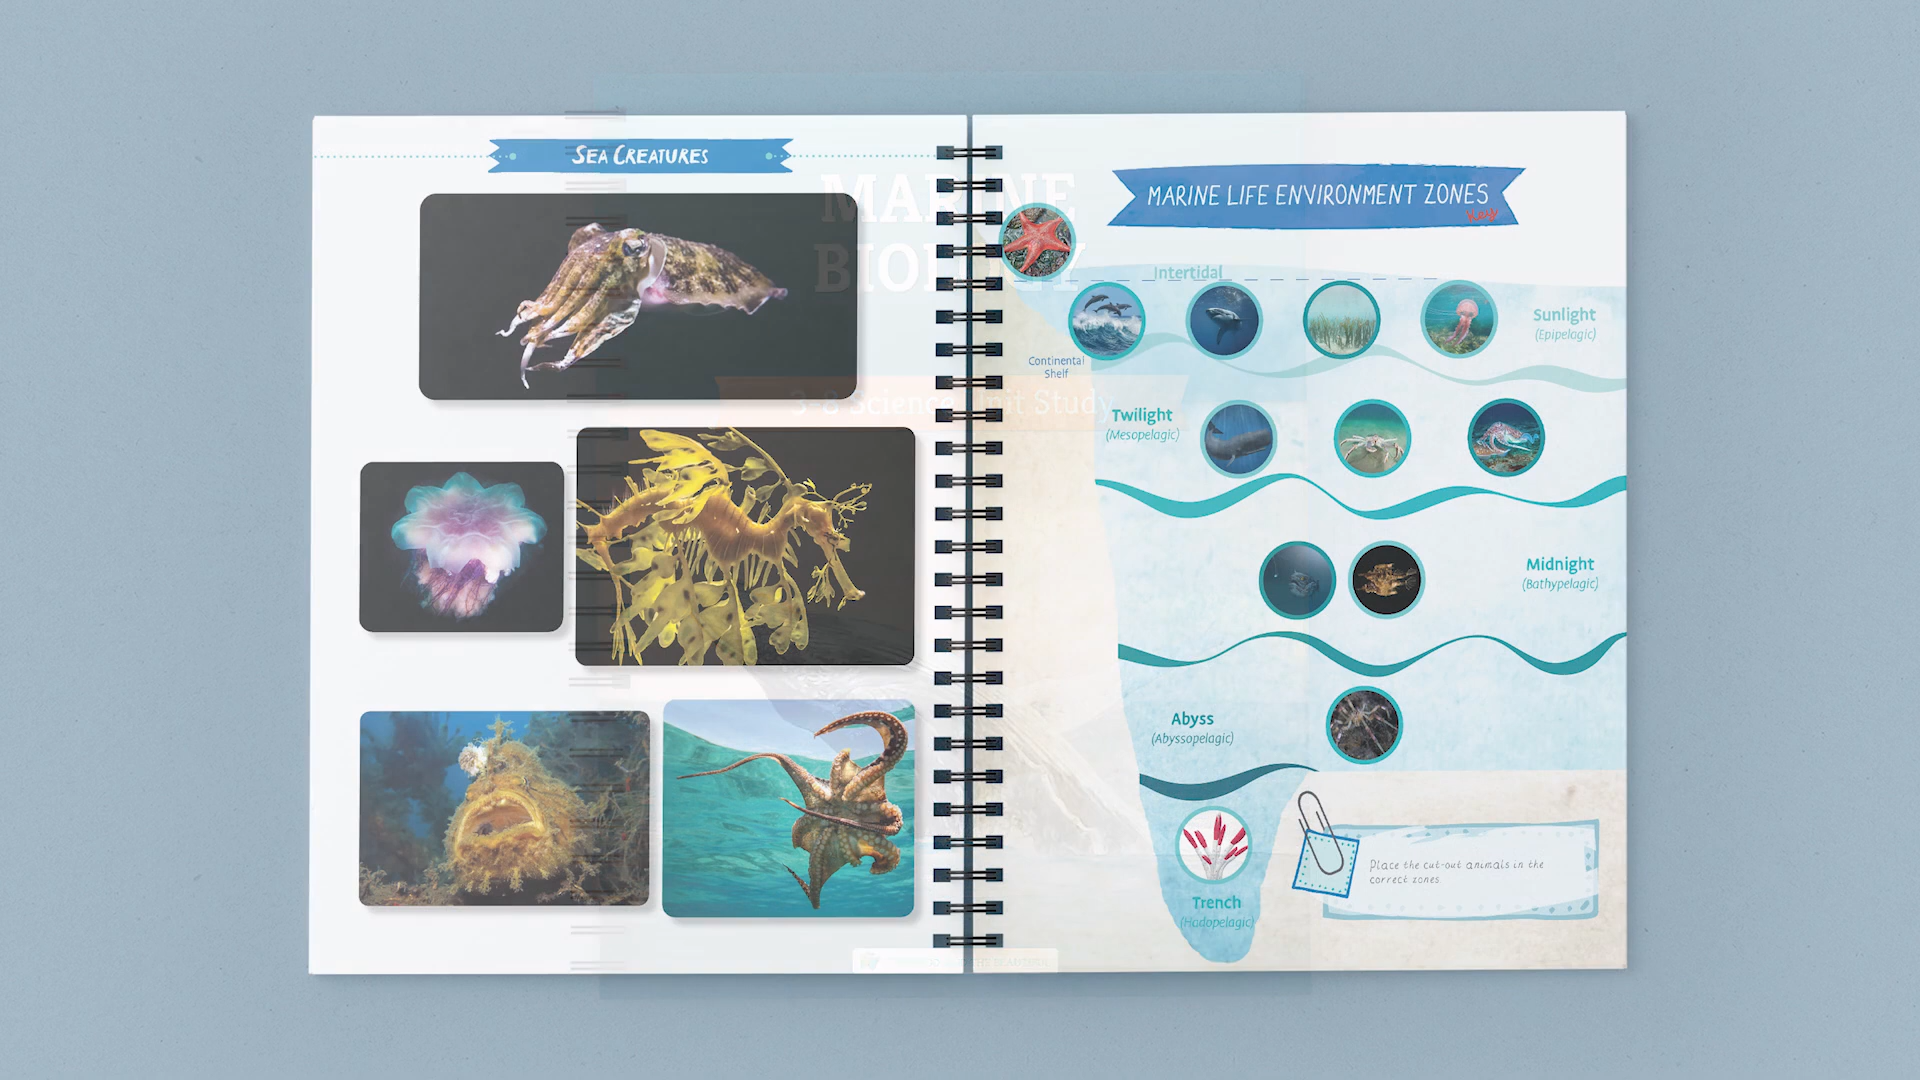 SEA CREATURES
MARINE
BIOLOGY
3-8 Science Unit Study
MARINE LIFE ENVIRONMENT ZONES
Key
Intertidal
Sunlight
(Epipelagic)
Continental
Shelf
Twilight
(Mesopelagic)
Midnight
(Bathypelagic)
Abyss
(Abyssopelagic)
Place the cut-out animals in the
correct zones.
Trench
(Hadopelagic)